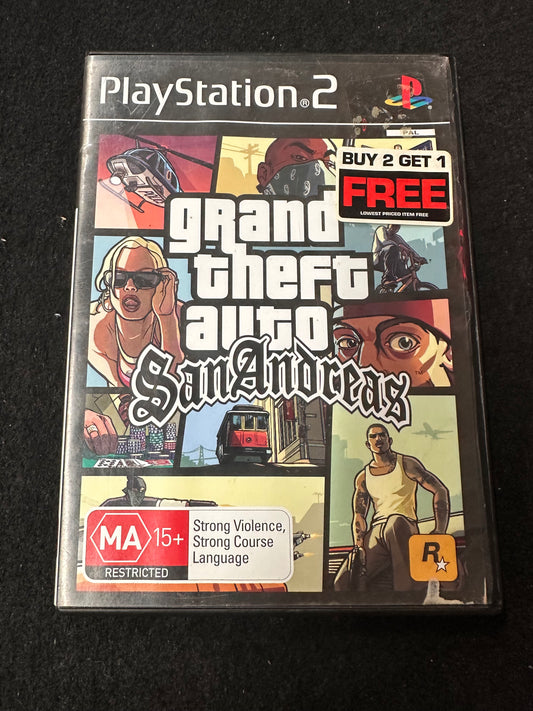 PlayStation®2
PAL
BUY 2 GET 1
FREE
LOWEST PRICED ITEM FREE
grand
theft
auto
San Andreas
MA 15+
RESTRICTED
Strong Violence,
Strong Course
Language
R